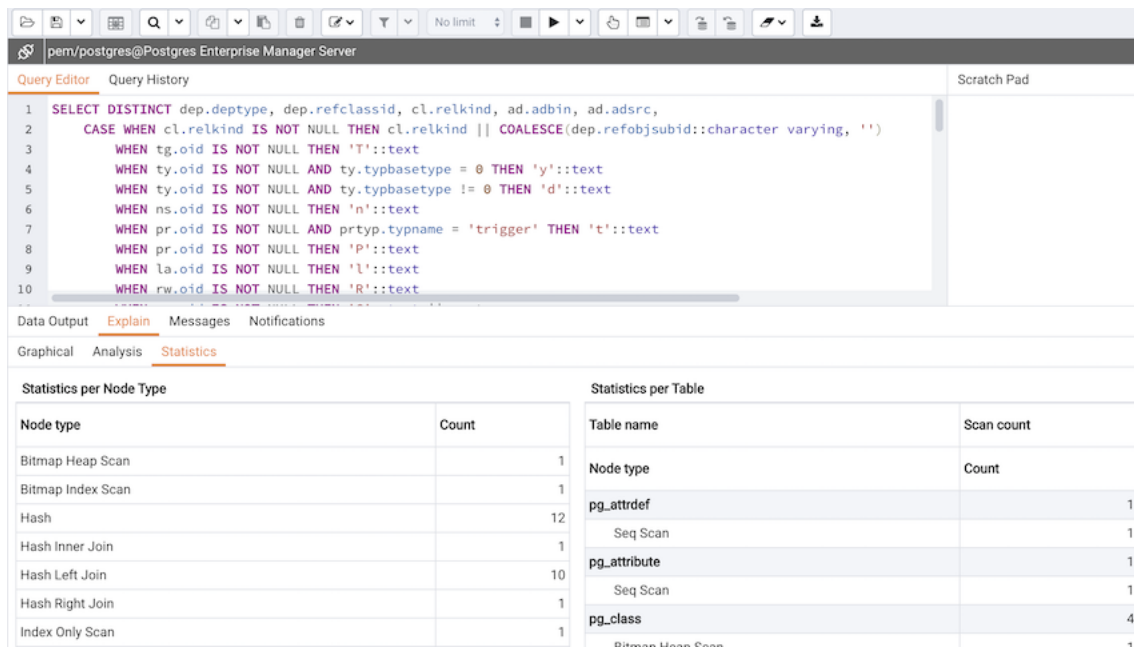 No limit
pem/postgres@Postgres Enterprise Manager Server
Query Editor Query History Scratch Pad
1 SELECT DISTINCT dep.deptype, dep.refclassid, cl.relkind, ad.adbin, ad.adsrc,
2 CASE WHEN cl.relkind IS NOT NULL THEN cl.relkind || COALESCE(dep.refobjsubid::character varying, '')
3 WHEN tg.oid IS NOT NULL THEN 'T'::text
4 WHEN ty.oid IS NOT NULL AND ty.typbasetype = 0 THEN 'y'::text
5 WHEN ty.oid IS NOT NULL AND ty.typbasetype != 0 THEN 'd'::text
6 WHEN ns.oid IS NOT NULL THEN 'n'::text
7 WHEN pr.oid IS NOT NULL AND prtyp.typname = 'trigger' THEN 't'::text
8 WHEN pr.oid IS NOT NULL THEN 'P'::text
9 WHEN la.oid IS NOT NULL THEN 'l'::text
10 WHEN rw.oid IS NOT NULL THEN 'R'::text
Data Output Explain Messages Notifications
Graphical Analysis Statistics
Statistics per Node Type
Node type Count
Bitmap Heap Scan 1
Bitmap Index Scan 1
Hash 12
Hash Inner Join 1
Hash Left Join 10
Hash Right Join 1
Index Only Scan 1
Statistics per Table
Table name Scan count
Node type Count
pg_attrdef 1
Seq Scan 1
pg_attribute 1
Seq Scan 1
pg_class 4
Bitmap Heap Scan 1